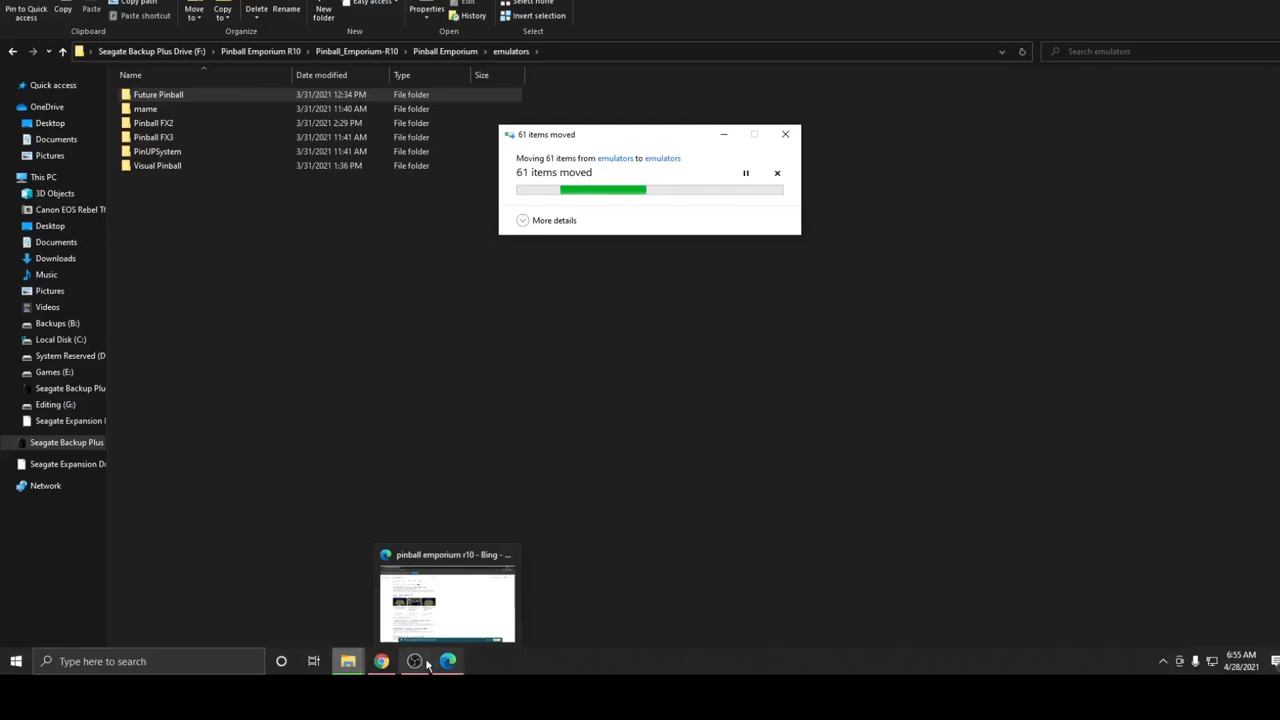 Pin to Quick access
Copy
Paste
Copy path
Paste shortcut
Move to
Copy to
Delete
Rename
New folder
Easy access
Properties
Edit
History
Select none
Invert selection
Clipboard
Organize
New
Open
Select
Seagate Backup Plus Drive (F:) > Pinball Emporium R10 > Pinball_Emporium-R10 > Pinball Emporium > emulators >
Search emulators
Name
Date modified
Type
Size
Quick access
OneDrive
Desktop
Documents
Pictures
This PC
3D Objects
Canon EOS Rebel T
Desktop
Documents
Downloads
Music
Pictures
Videos
Backups (B:)
Local Disk (C:)
System Reserved (D
Games (E:)
Seagate Backup Plu
Editing (G:)
Seagate Expansion
Seagate Backup Plus
Seagate Expansion Dr
Network
Future Pinball 3/31/2021 12:34 PM File folder
mame 3/31/2021 11:40 AM File folder
Pinball FX2 3/31/2021 2:29 PM File folder
Pinball FX3 3/31/2021 11:41 AM File folder
PinUPSystem 3/31/2021 11:41 AM File folder
Visual Pinball 3/31/2021 1:36 PM File folder
61 items moved
Moving 61 items from emulators to emulators
61 items moved
More details
pinball emporium r10 - Bing - ...
Type here to search
6:55 AM
4/28/2021